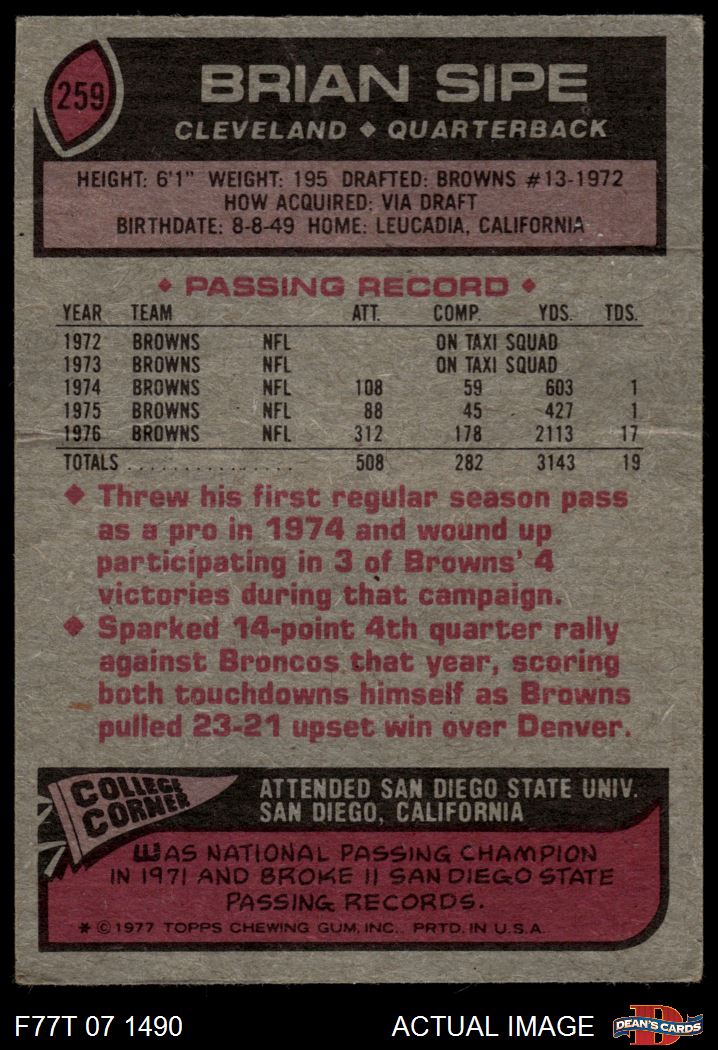 259
BRIAN SIPE
CLEVELAND ◆ QUARTERBACK
HEIGHT: 6'1" WEIGHT: 195 DRAFTED: BROWNS #13-1972
HOW ACQUIRED: VIA DRAFT
BIRTHDATE: 8-8-49 HOME: LEUCADIA, CALIFORNIA
◆ PASSING RECORD ◆
YEAR TEAM ATT. COMP. YDS. TDS.
1972 BROWNS NFL ON TAXI SQUAD
1973 BROWNS NFL ON TAXI SQUAD
1974 BROWNS NFL 108 59 603 1
1975 BROWNS NFL 88 45 427 1
1976 BROWNS NFL 312 178 2113 17
TOTALS . . . . . . . . . . . . . . . 508 282 3143 19
◆ Threw his first regular season pass
as a pro in 1974 and wound up
participating in 3 of Browns' 4
victories during that campaign.
◆ Sparked 14-point 4th quarter rally
against Broncos that year, scoring
both touchdowns himself as Browns
pulled 23-21 upset win over Denver.
COLLEGE
CORNER
ATTENDED SAN DIEGO STATE UNIV.
SAN DIEGO, CALIFORNIA
WAS NATIONAL PASSING CHAMPION
IN 1971 AND BROKE 11 SAN DIEGO STATE
PASSING RECORDS.
* © 1977 TOPPS CHEWING GUM, INC. PRTD. IN U.S.A.
F77T 07 1490 ACTUAL IMAGE D DEAN'S CARDS